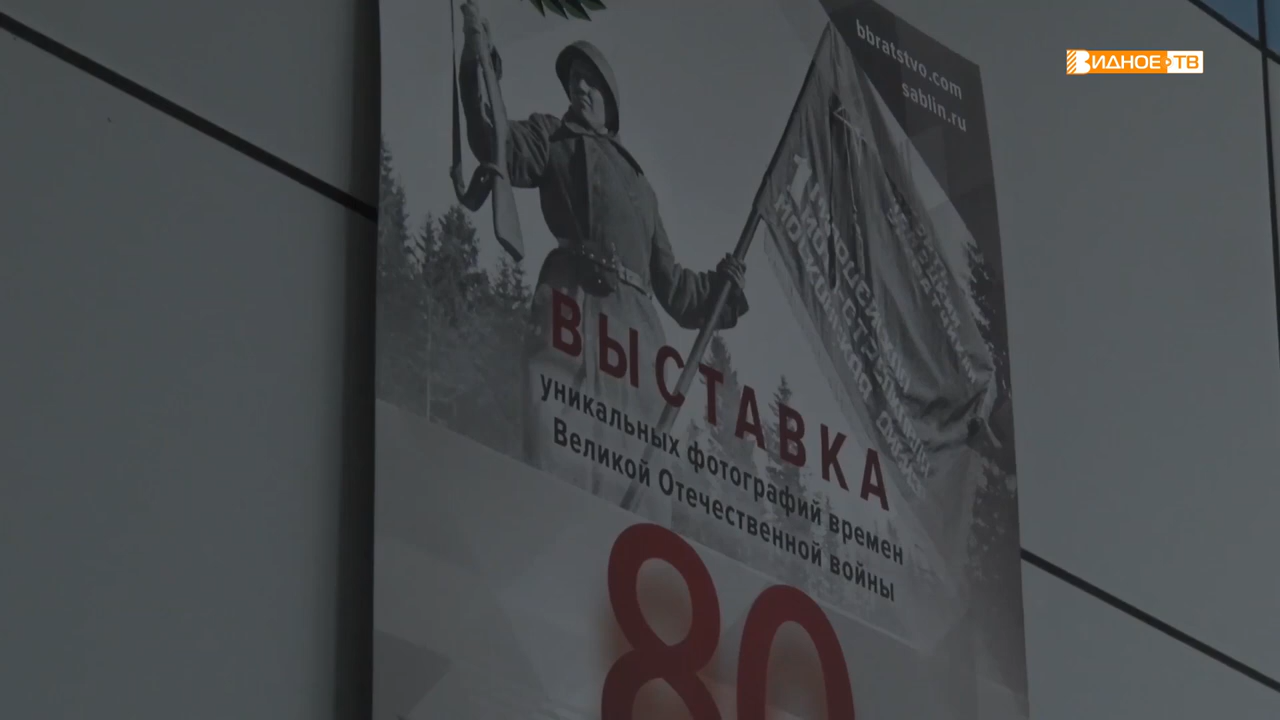 bbratstvo.com
sablin.ru
ВИДНОЕ ТВ
ВЫСТАВКА
уникальных фотографий времен
Великой Отечественной войны
80